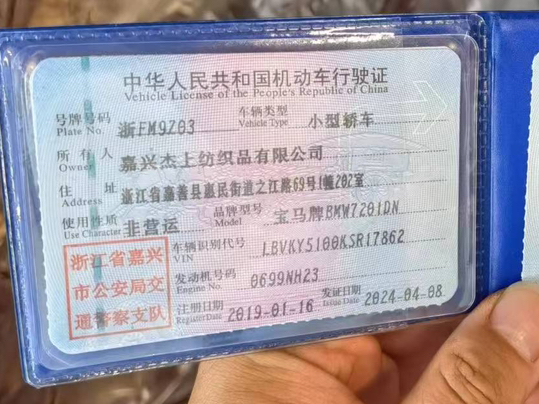 中华人民共和国机动车行驶证
Vehicle License of the People's Republic of China
号牌号码 Plate No. 浙FM9Z03 车辆类型 Vehicle Type 小型轿车
所有人 Owner 嘉兴杰上纺织品有限公司
住址 Address 浙江省嘉善县惠民街道之江路69号1幢202室
使用性质 Use Character 非营运 品牌型号 Model 宝马牌BMW7201DN
车辆识别代号 VIN LBVKY5100KSR17862
发动机号码 Engine No. 0699NH23
注册日期 Register Date 2019-01-16 发证日期 Issue Date 2024-04-08
浙江省嘉兴
市公安局交
通警察支队